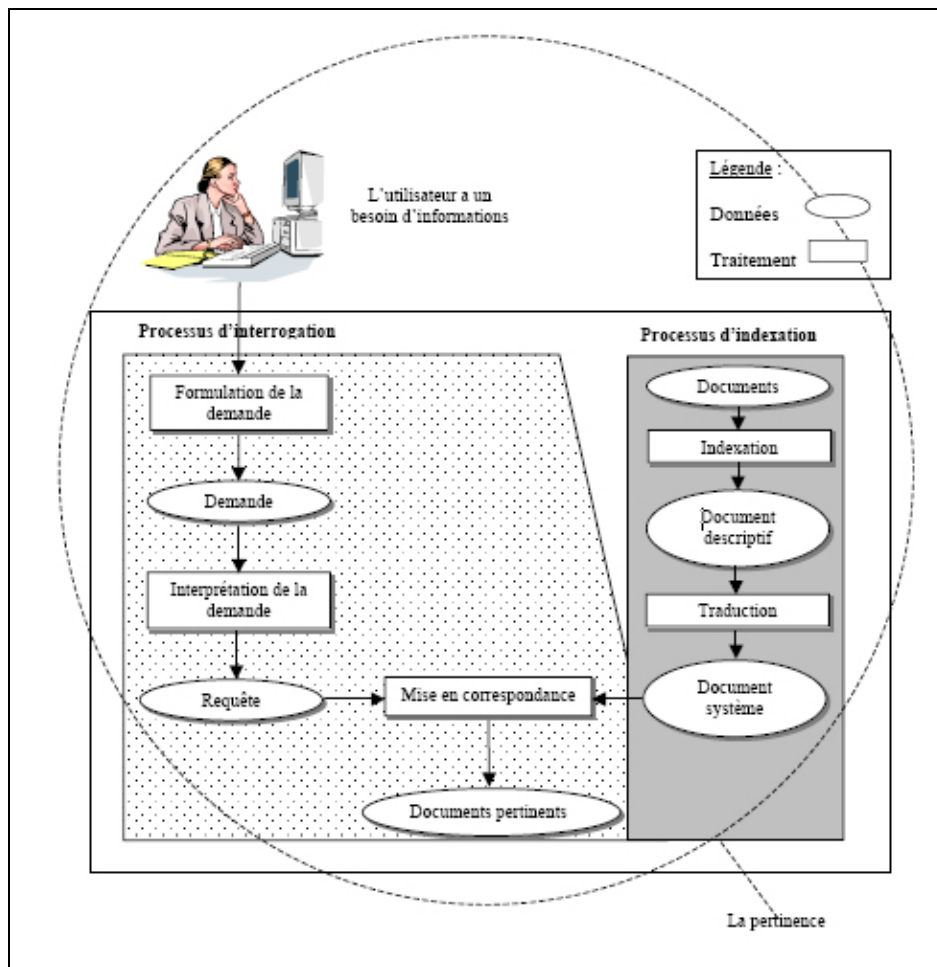 L'utilisateur a un
besoin d'informations
Légende :
Données
Traitement
Processus d'interrogation
Processus d'indexation
Formulation de la
demande
Demande
Interprétation de la
demande
Requête
Mise en correspondance
Documents pertinents
Documents
Indexation
Document
descriptif
Traduction
Document
système
La pertinence